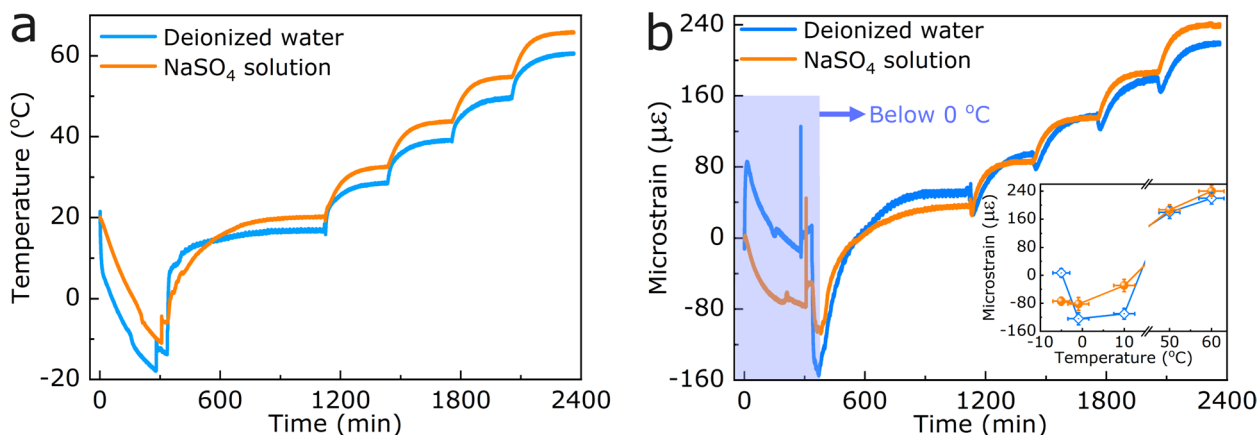 a
Temperature (°C)
60
40
20
0
-20
Deionized water
NaSO₄ solution
0
600
1200
1800
2400
Time (min)
b
Microstrain (με)
240
160
80
0
-80
-160
Deionized water
NaSO₄ solution
Below 0 °C
0
600
1200
1800
2400
Time (min)
Microstrain (με)
240
160
80
0
-80
-160
-10
0
10
50
60
Temperature (°C)